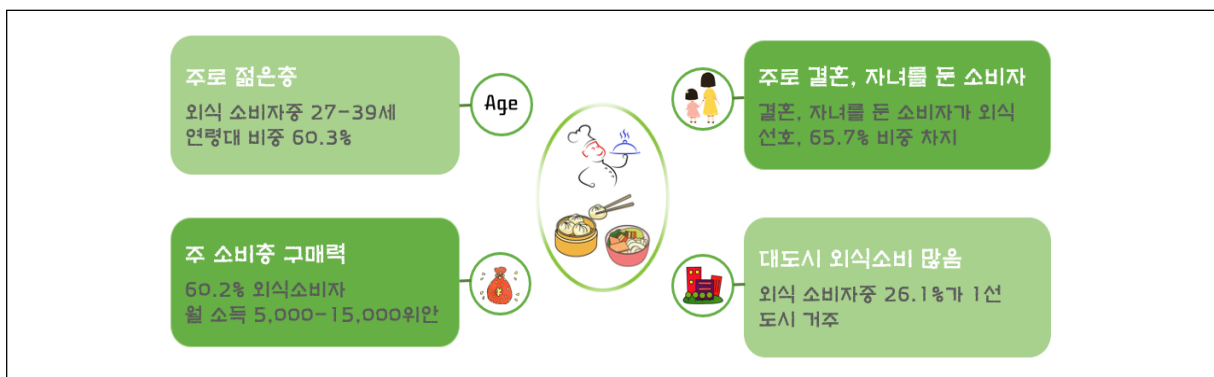 주로 젊은층
외식 소비자중 27-39세
연령대 비중 60.3%
Age
주로 결혼, 자녀를 둔 소비자
결혼, 자녀를 둔 소비자가 외식
선호, 65.7% 비중 차지
주 소비층 구매력
60.2% 외식소비자
월 소득 5,000-15,000위안
대도시 외식소비 많음
외식 소비자중 26.1%가 1선
도시 거주